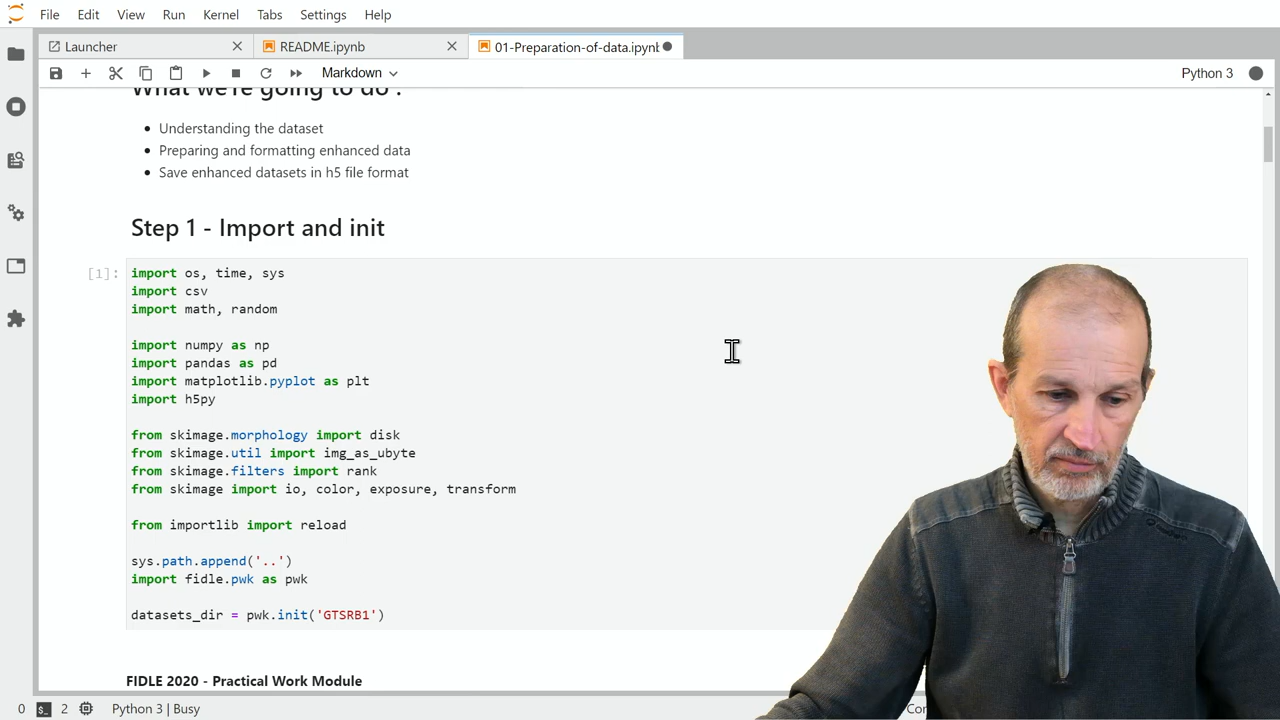 File Edit View Run Kernel Tabs Settings Help
Launcher README.ipynb 01-Preparation-of-data.ipynb
Markdown Python 3
What we're going to do :
Understanding the dataset
Preparing and formatting enhanced data
Save enhanced datasets in h5 file format
Step 1 - Import and init
[1]:
import os, time, sys
import csv
import math, random
import numpy as np
import pandas as pd
import matplotlib.pyplot as plt
import h5py
from skimage.morphology import disk
from skimage.util import img_as_ubyte
from skimage.filters import rank
from skimage import io, color, exposure, transform
from importlib import reload
sys.path.append('..')
import fidle.pwk as pwk
datasets_dir = pwk.init('GTSRB1')
FIDLE 2020 - Practical Work Module
0 $_ 2 Python 3 | Busy